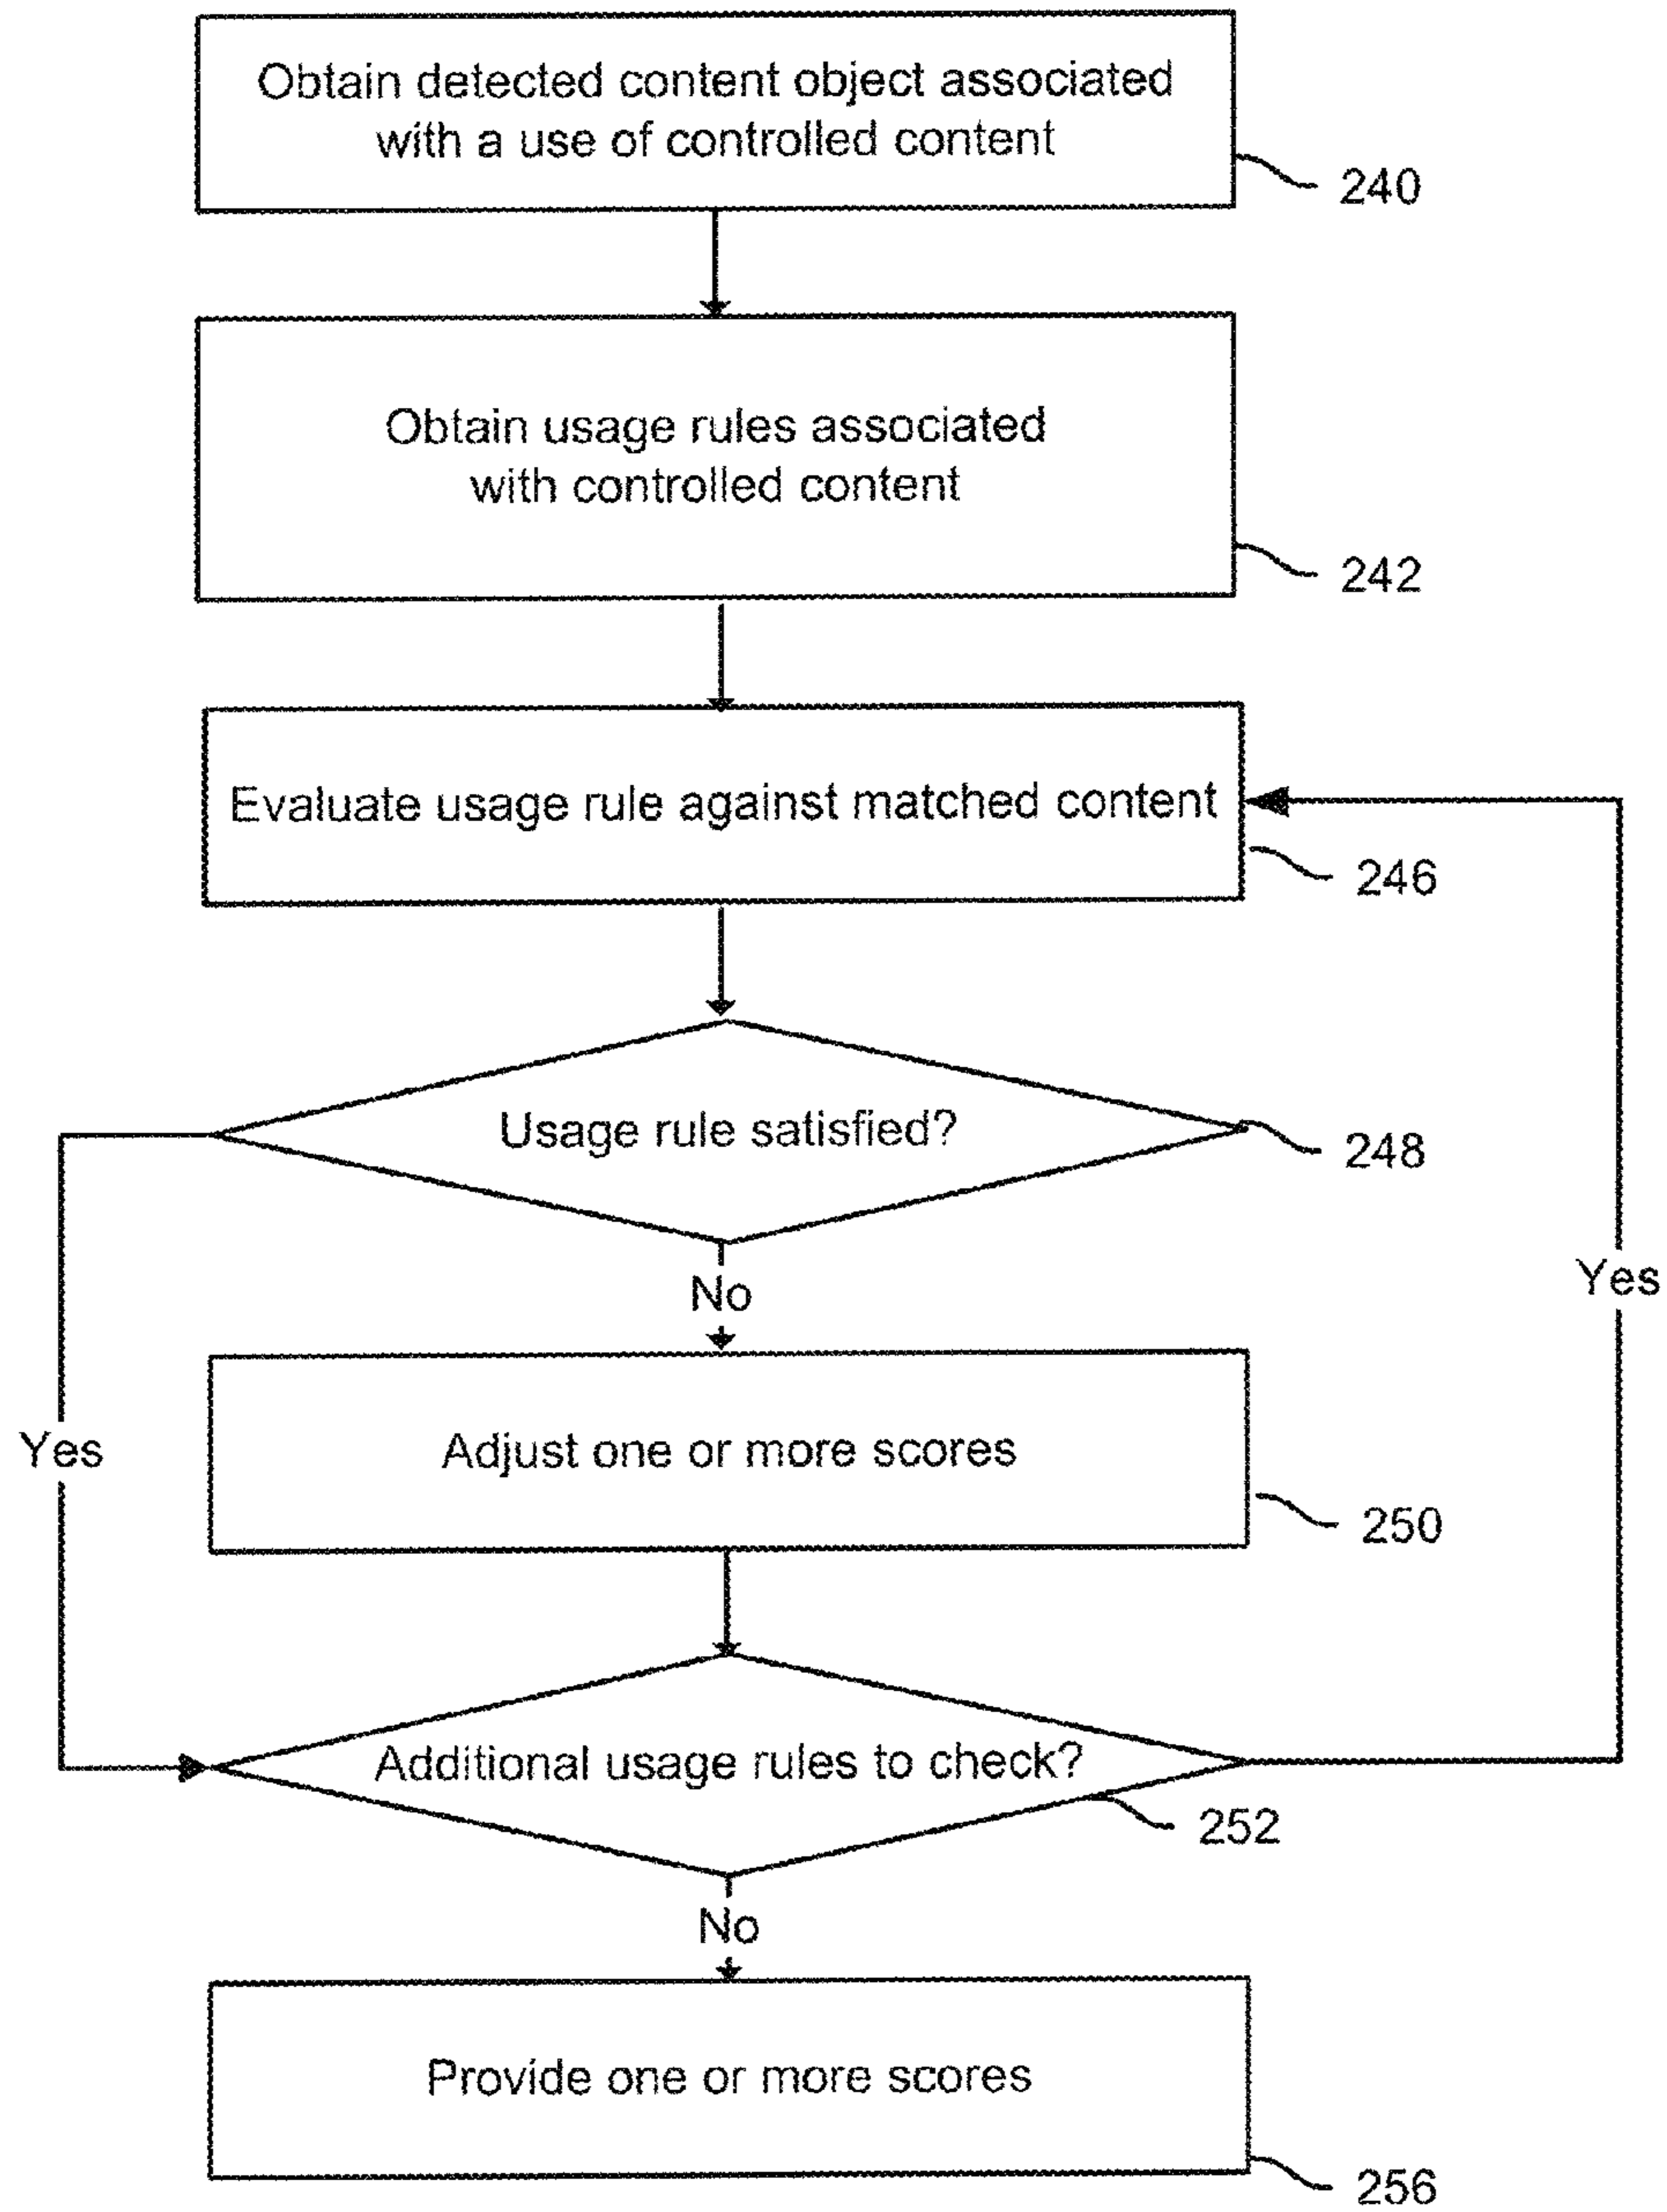 Obtain detected content object associated
with a use of controlled content
240
Obtain usage rules associated
with controlled content
242
Evaluate usage rule against matched content
246
Usage rule satisfied?
248
No
Yes
Yes
Adjust one or more scores
250
Additional usage rules to check?
252
No
Provide one or more scores
256